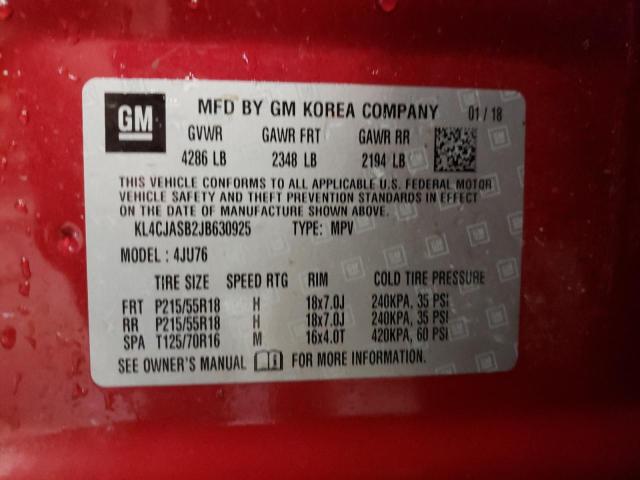 GM MFD BY GM KOREA COMPANY 01 / 18
GVWR GAWR FRT GAWR RR
4286 LB 2348 LB 2194 LB
THIS VEHICLE CONFORMS TO ALL APPLICABLE U.S. FEDERAL MOTOR
VEHICLE SAFETY AND THEFT PREVENTION STANDARDS IN EFFECT
ON THE DATE OF MANUFACTURE SHOWN ABOVE.
KL4CJASB2JB630925 TYPE: MPV
MODEL: 4JU76
TIRE SIZE SPEED RTG RIM COLD TIRE PRESSURE
FRT P215/55R18 H 18x7.0J 240KPA, 35 PSI
RR P215/55R18 H 18x7.0J 240KPA, 35 PSI
SPA T125/70R16 M 16x4.0T 420KPA, 60 PSI
SEE OWNER'S MANUAL FOR MORE INFORMATION.